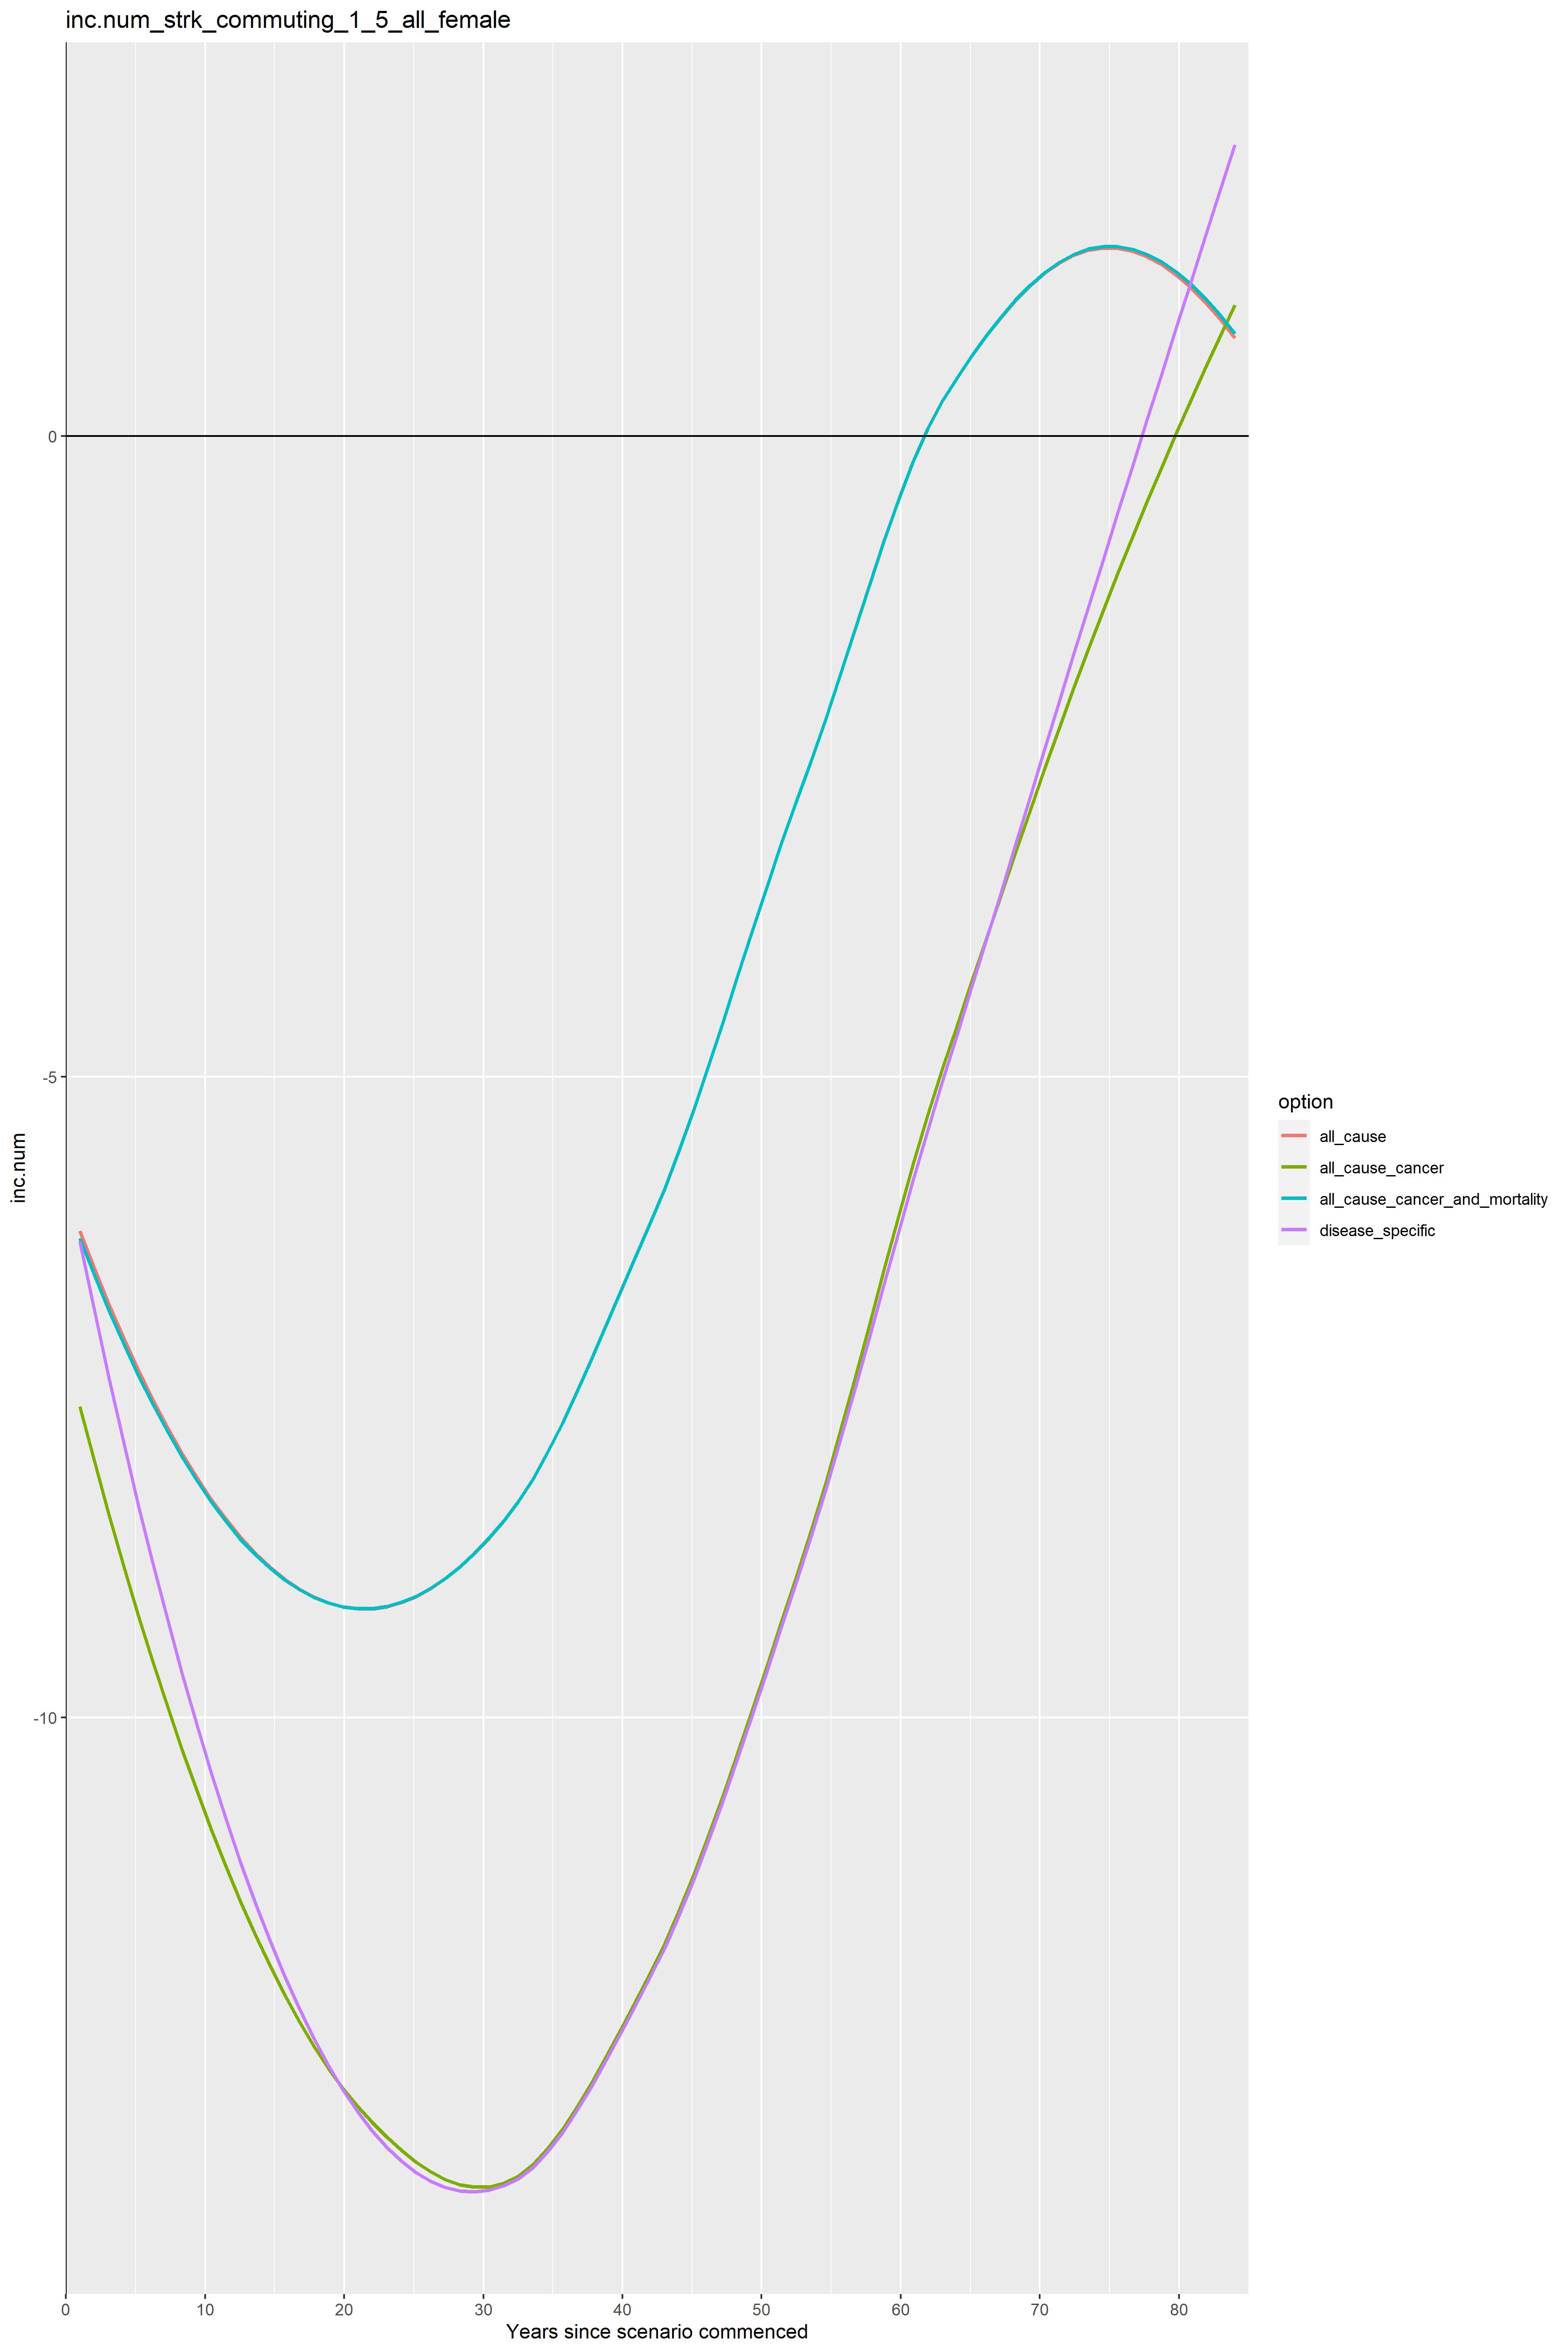 inc.num_strk_commuting_1_5_all_female
inc.num
0
-5
-10
0 10 20 30 40 50 60 70 80
Years since scenario commenced
option
all_cause
all_cause_cancer
all_cause_cancer_and_mortality
disease_specific